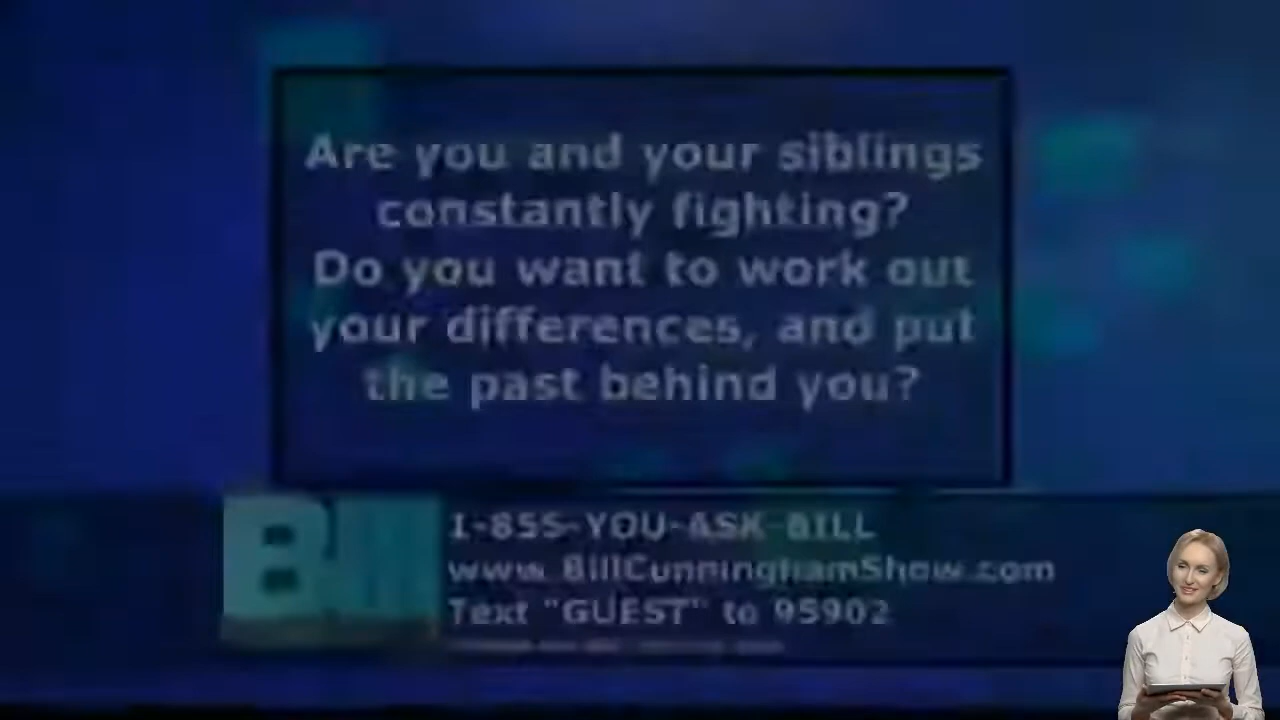 Are you and your siblings
constantly fighting?
Do you want to work out
your differences, and put
the past behind you?
1-855-YOU-ASK-BILL
www.BillCunninghamShow.com
Text "GUEST" to 95902